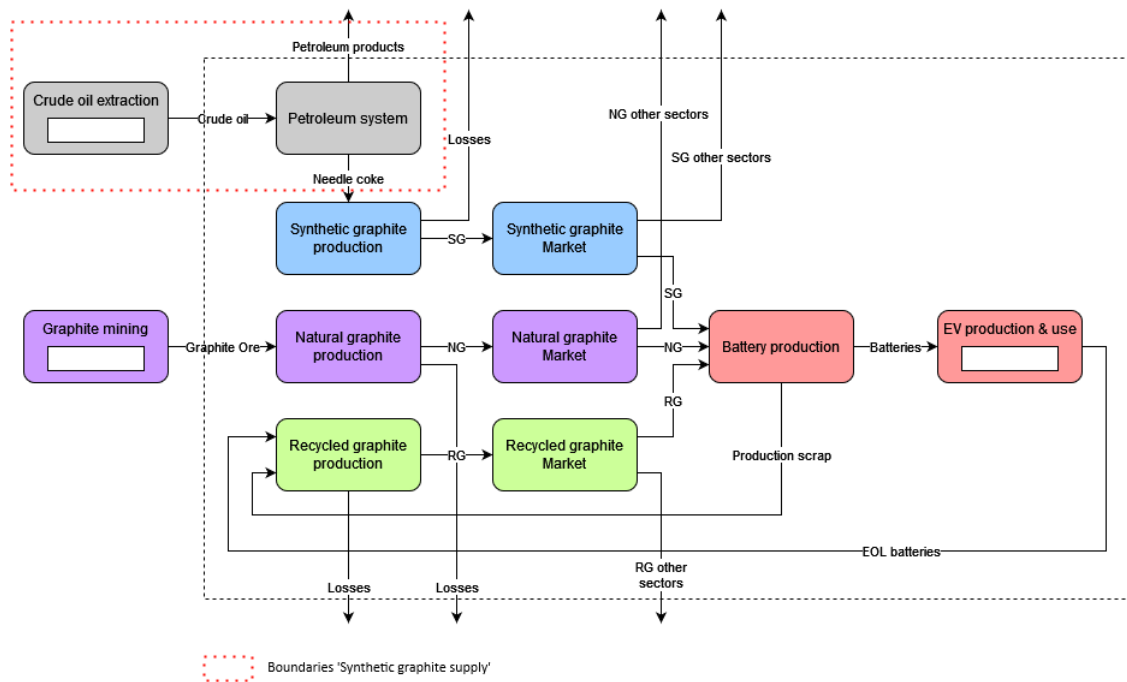 Petroleum products
Crude oil extraction
Crude oil
Petroleum system
Losses
NG other sectors
SG other sectors
Needle coke
Synthetic graphite
production
SG
Synthetic graphite
Market
SG
Graphite mining
Graphite Ore
Natural graphite
production
NG
Natural graphite
Market
NG
Battery production
Batteries
EV production & use
RG
Recycled graphite
production
RG
Recycled graphite
Market
Production scrap
EOL batteries
Losses
Losses
RG other
sectors
Boundaries 'Synthetic graphite supply'